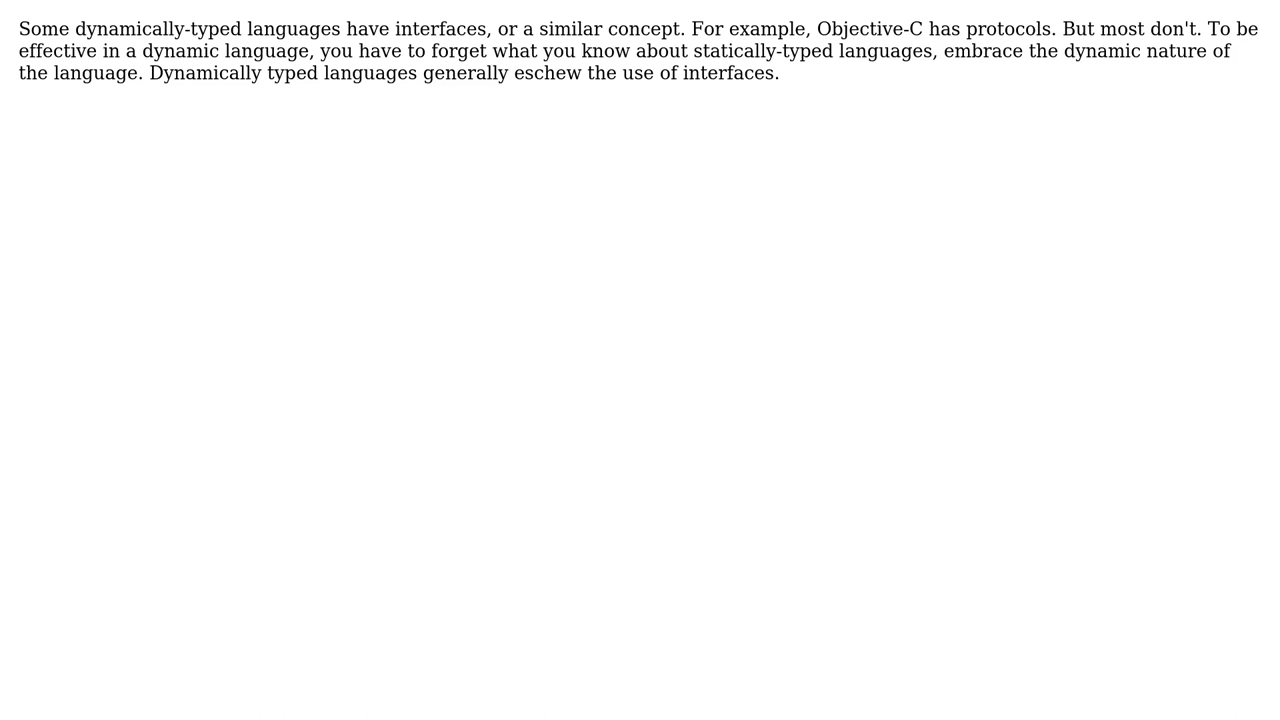 Some dynamically-typed languages have interfaces, or a similar concept. For example, Objective-C has protocols. But most don't. To be
effective in a dynamic language, you have to forget what you know about statically-typed languages, embrace the dynamic nature of
the language. Dynamically typed languages generally eschew the use of interfaces.